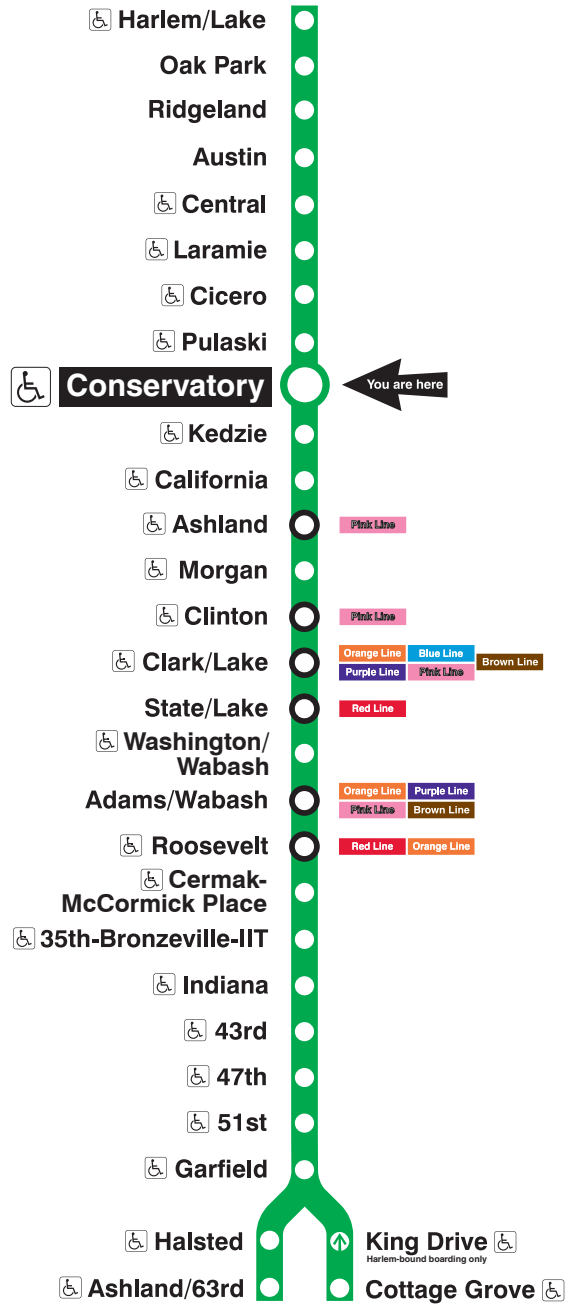 Harlem/Lake
Oak Park
Ridgeland
Austin
Central
Laramie
Cicero
Pulaski
Conservatory
You are here
Kedzie
California
Ashland
Pink Line
Morgan
Clinton
Pink Line
Clark/Lake
Orange Line
Blue Line
Brown Line
Purple Line
Pink Line
State/Lake
Red Line
Washington/
Wabash
Adams/Wabash
Orange Line
Purple Line
Pink Line
Brown Line
Roosevelt
Red Line
Orange Line
Cermak-
McCormick Place
35th-Bronzeville-IIT
Indiana
43rd
47th
51st
Garfield
Halsted
King Drive
Harlem-bound boarding only
Ashland/63rd
Cottage Grove